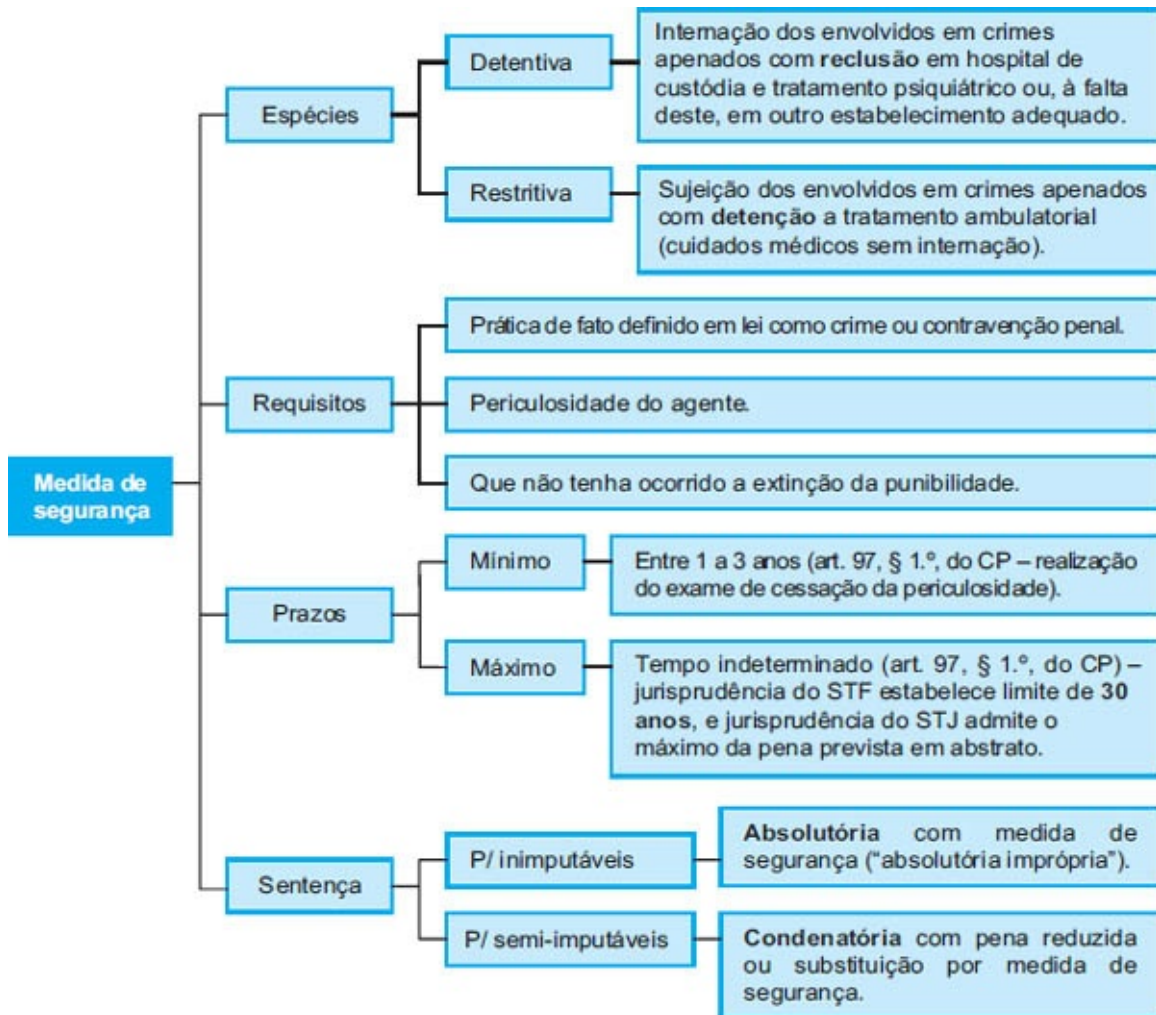 Medida de
segurança
Espécies
Detentiva
Internação dos envolvidos em crimes
apenados com reclusão em hospital de
custódia e tratamento psiquiátrico ou, à falta
deste, em outro estabelecimento adequado.
Restritiva
Sujeição dos envolvidos em crimes apenados
com detenção a tratamento ambulatorial
(cuidados médicos sem internação).
Requisitos
Prática de fato definido em lei como crime ou contravenção penal.
Periculosidade do agente.
Que não tenha ocorrido a extinção da punibilidade.
Prazos
Mínimo
Entre 1 a 3 anos (art. 97, § 1.º, do CP – realização
do exame de cessação da periculosidade).
Máximo
Tempo indeterminado (art. 97, § 1.º, do CP) –
jurisprudência do STF estabelece limite de 30
anos, e jurisprudência do STJ admite o
máximo da pena prevista em abstrato.
Sentença
P/ inimputáveis
Absolutória com medida de
segurança (“absolutória imprópria”).
P/ semi-imputáveis
Condenatória com pena reduzida
ou substituição por medida de
segurança.